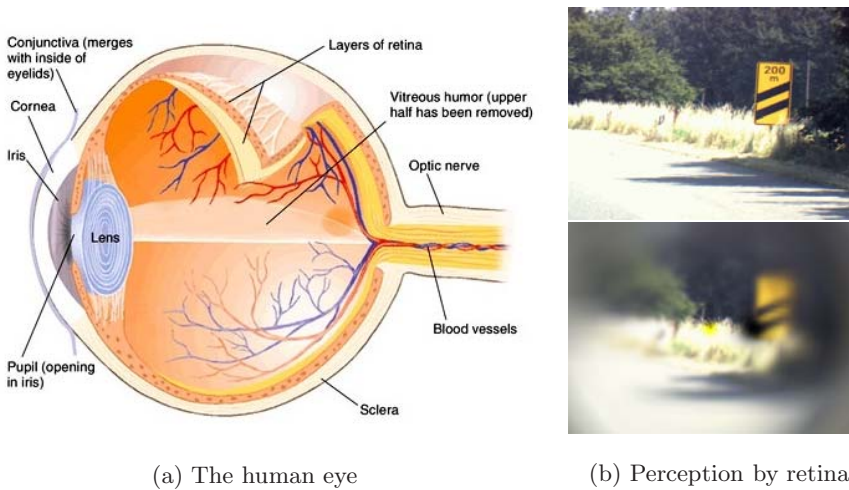 Conjunctiva (merges
with inside of
eyelids)
Cornea
Iris
Lens
Pupil (opening
in iris)
Layers of retina
Vitreous humor (upper
half has been removed)
Optic nerve
Blood vessels
Sclera
200
m
(a) The human eye
(b) Perception by retina